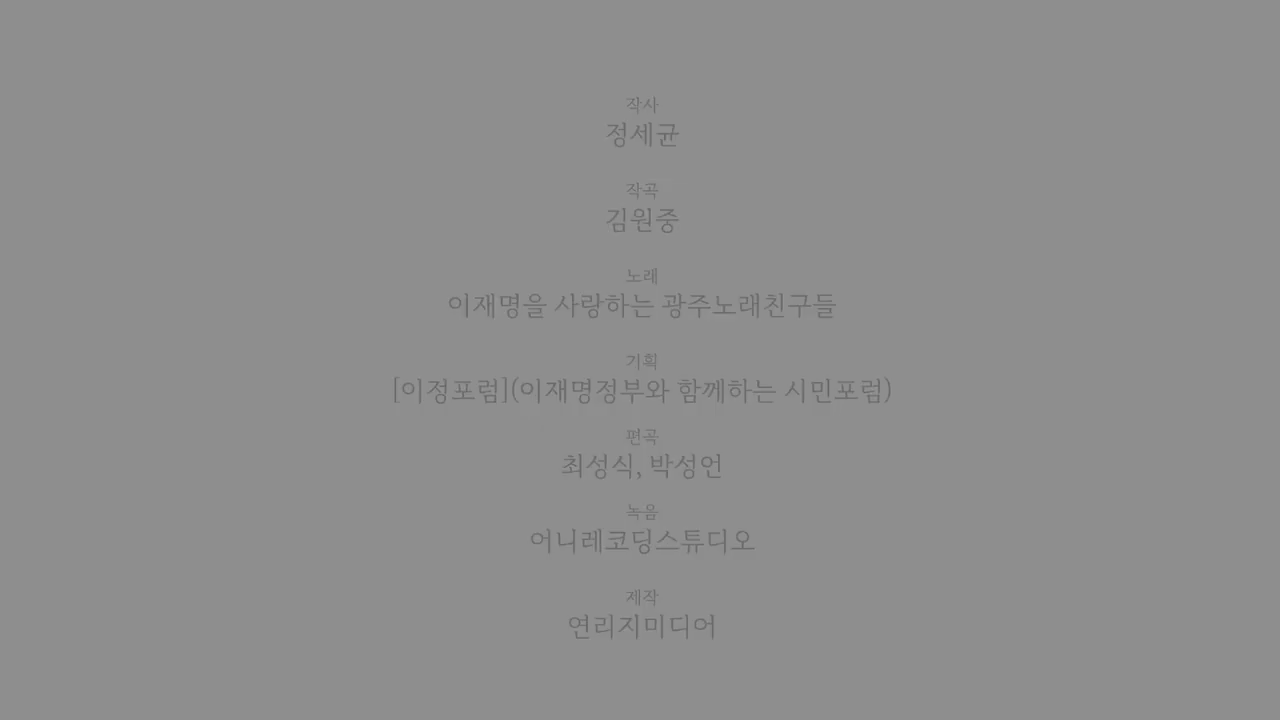 작사
정세균
작곡
김원중
노래
이재명을 사랑하는 광주노래친구들
기획
[이정포럼](이재명정부와 함께하는 시민포럼)
편곡
최성식, 박성언
녹음
어니레코딩스튜디오
제작
연리지미디어